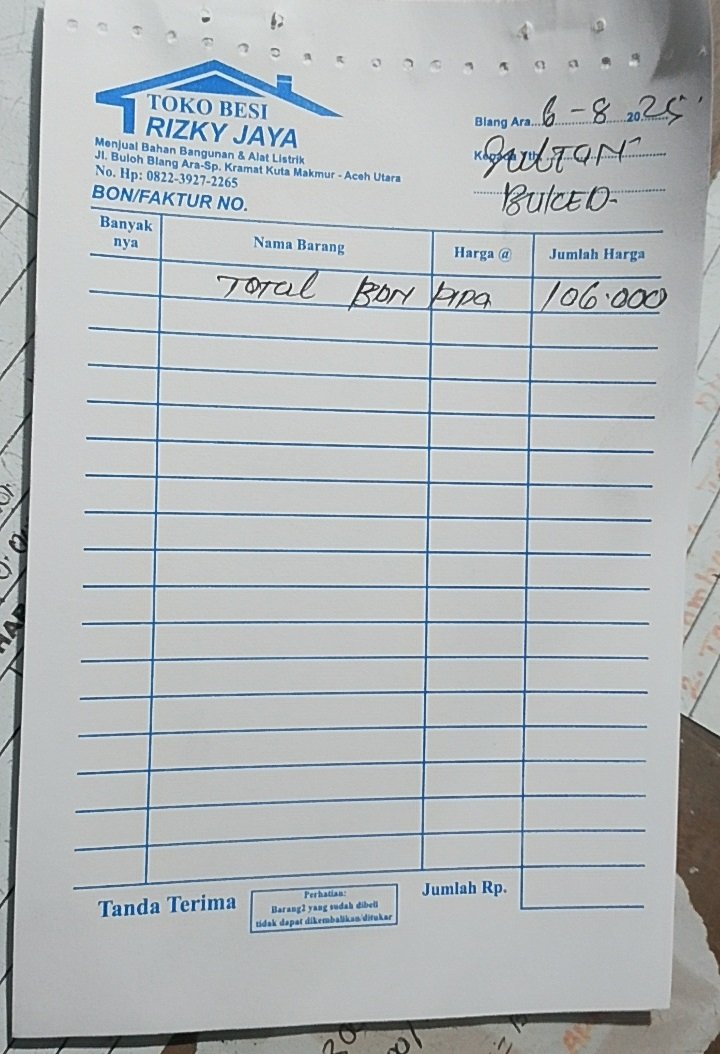 TOKO BESI
RIZKY JAYA
Menjual Bahan Bangunan & Alat Listrik
Jl. Buloh Blang Ara-Sp. Kramat Kuta Makmur - Aceh Utara
No. Hp: 0822-3927-2265
BON/FAKTUR NO.
Blang Ara...6-8...2025
SULTAN
Banyak nya Nama Barang Harga @ Jumlah Harga
TOTAL BON 106.000
Tanda Terima
Perhatian:
Barang2 yang sudah dibeli
tidak dapat dikembalikan/ditukar
Jumlah Rp.